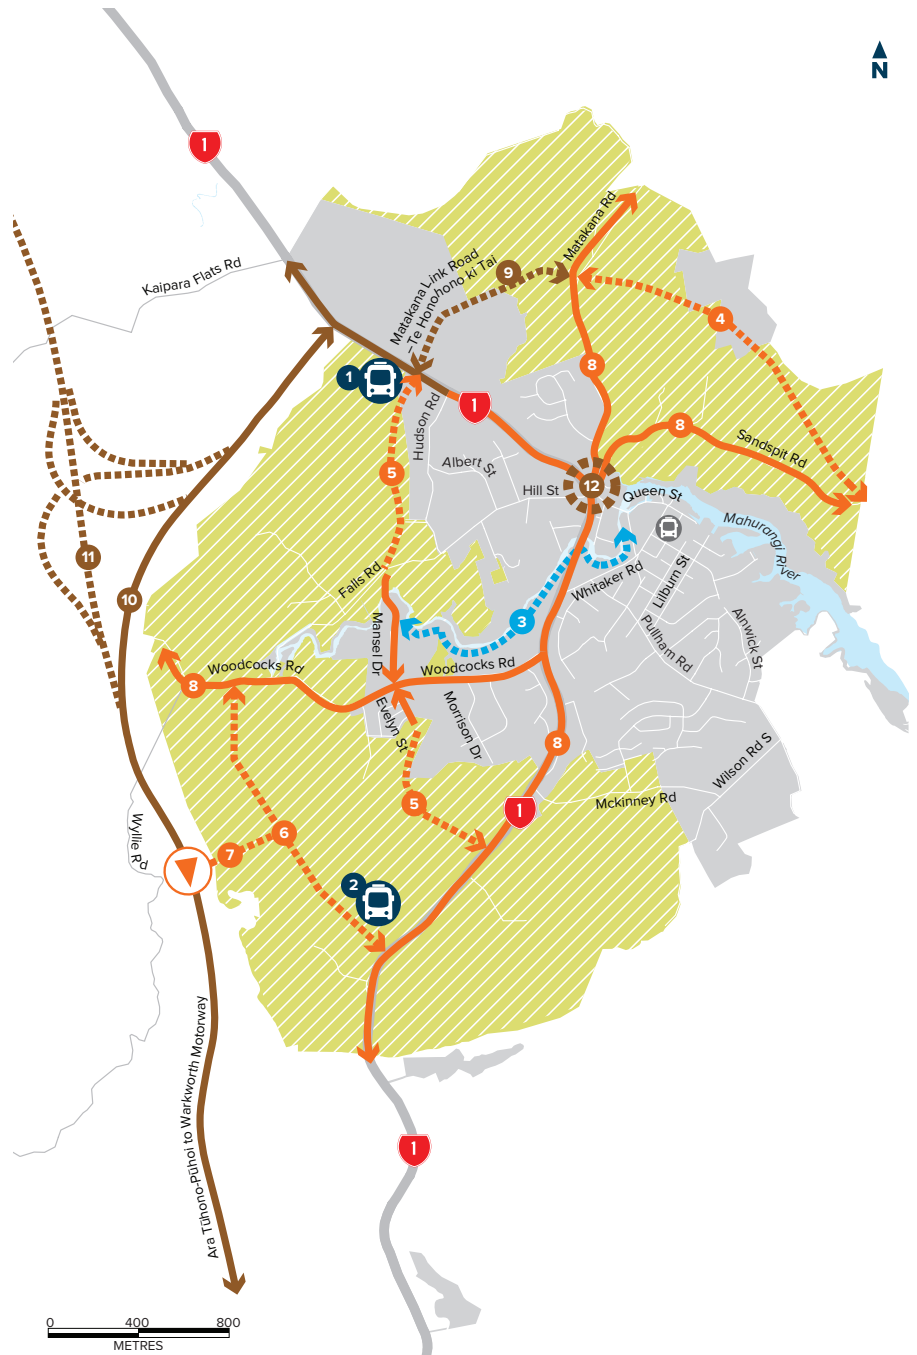 N
1
Matakana Rd
Kaipara Flats Rd
Matakana Link Road
–Te Honohono ki Tai
9
4
8
1
1
Hudson Rd
8
Sandspit Rd
Albert St
5
Hill St
12
Queen St
Mahurangi
River
11
Falls Rd
Whitaker Rd
Lilburn St
10
3
Mansel Dr
Pullham Rd
Alnwick St
Woodcocks Rd
Woodcocks Rd
8
Evelyn St
Morrison Dr
8
Wilson Rd S
5
1
Mckinney Rd
Wyllie Rd
6
7
2
Ara Tūhono-Pūhoi to Warkworth Motorway
1
0 400 800
METRES